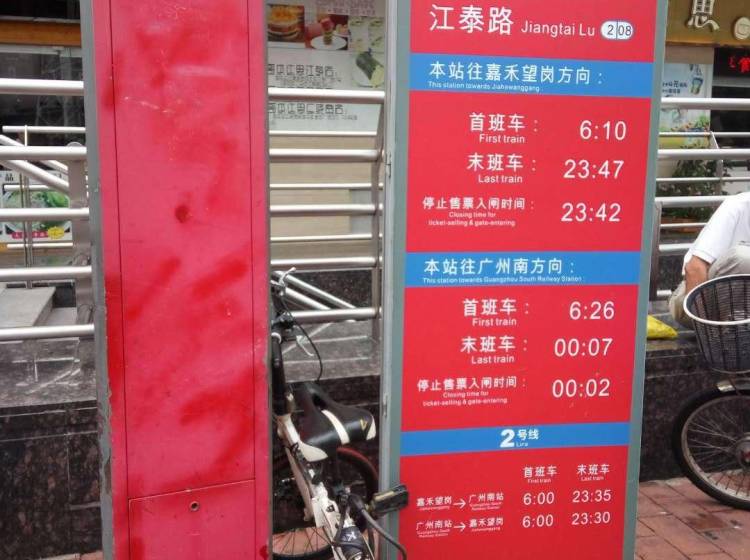 江泰路 Jiangtai Lu 2 08
本站往嘉禾望岗方向：
This station towards Jiahewanggang
首班车： 6:10
First train
末班车： 23:47
Last train
停止售票入闸时间： 23:42
Closing time for
ticket-selling & gate-entering
本站往广州南方向：
This station towards Guangzhou South Railway Station
首班车： 6:26
First train
末班车： 00:07
Last train
停止售票入闸时间： 00:02
Closing time for
ticket-selling & gate-entering
2号线
Line
首班车 末班车
First train Last train
嘉禾望岗 → 广州南站 6:00 23:35
广州南站 → 嘉禾望岗 6:00 23:30
思